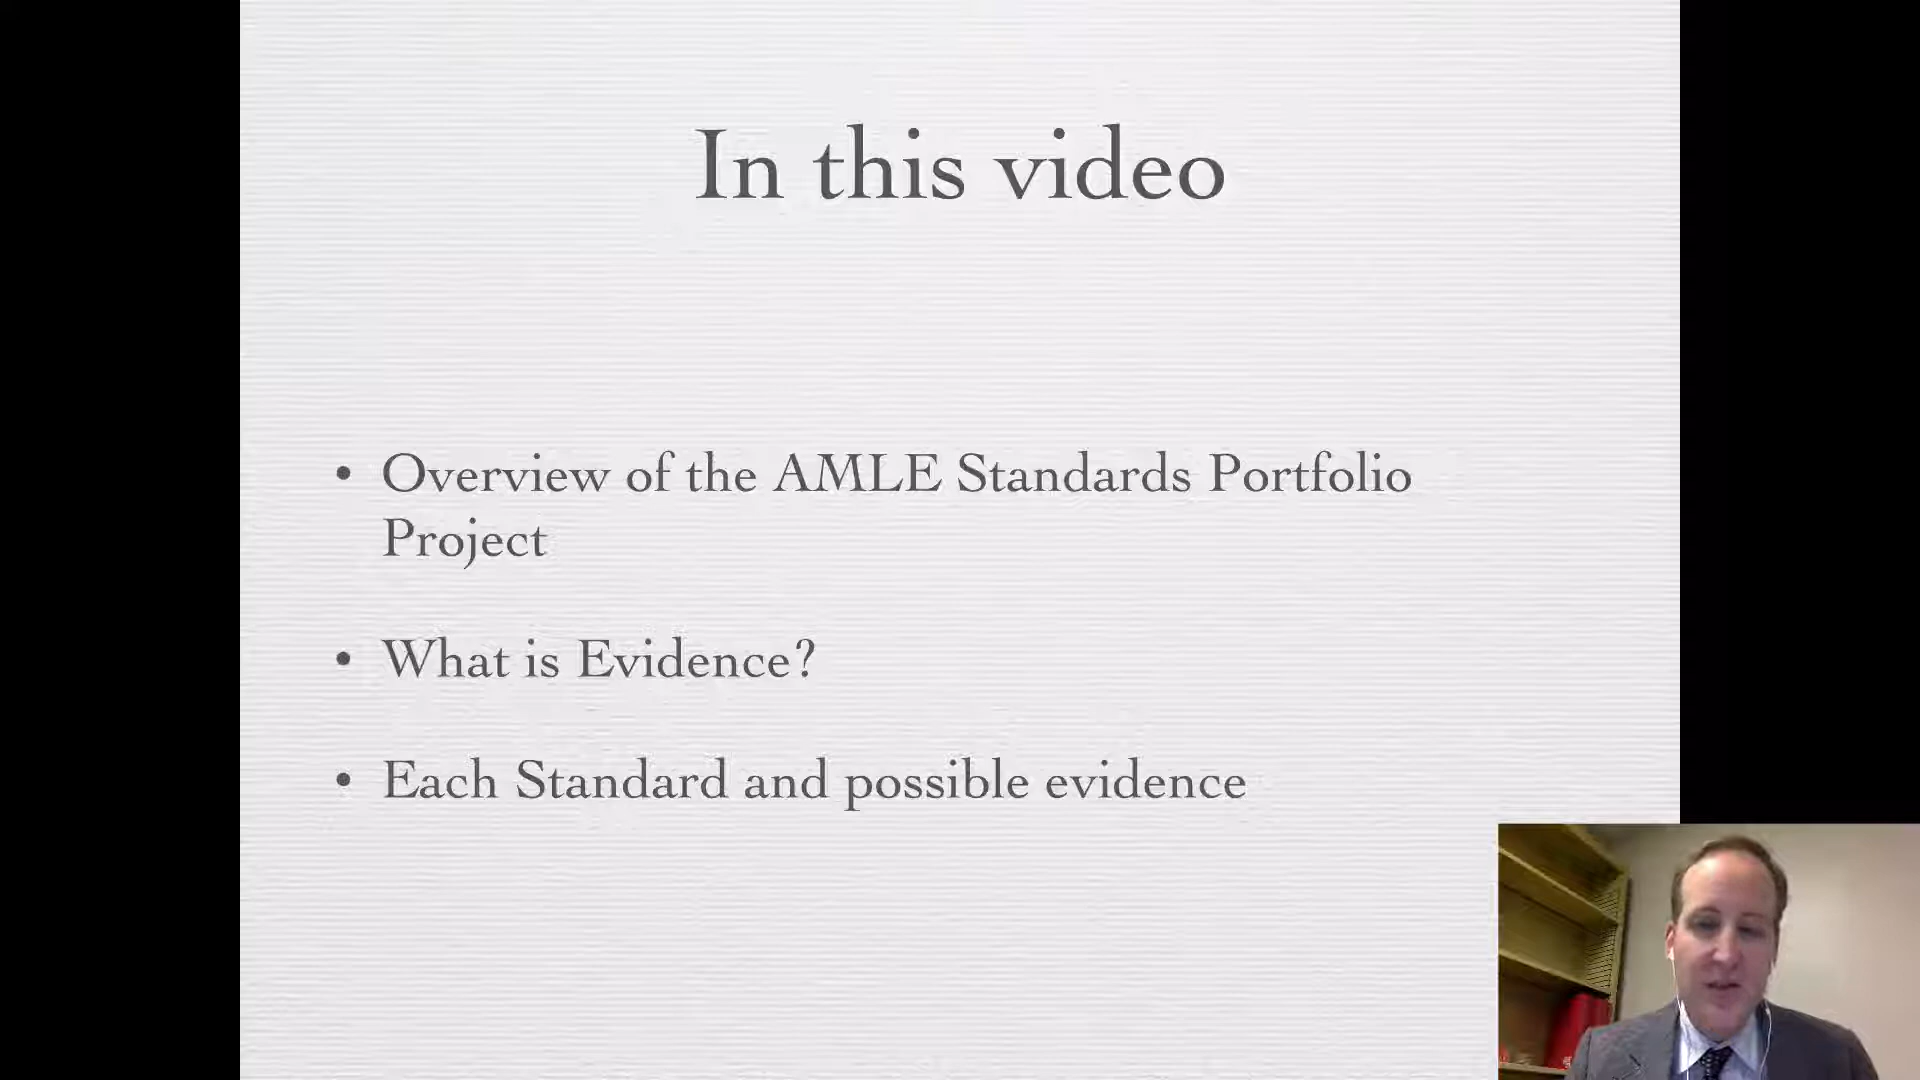 In this video
• Overview of the AMLE Standards Portfolio
Project
• What is Evidence?
• Each Standard and possible evidence